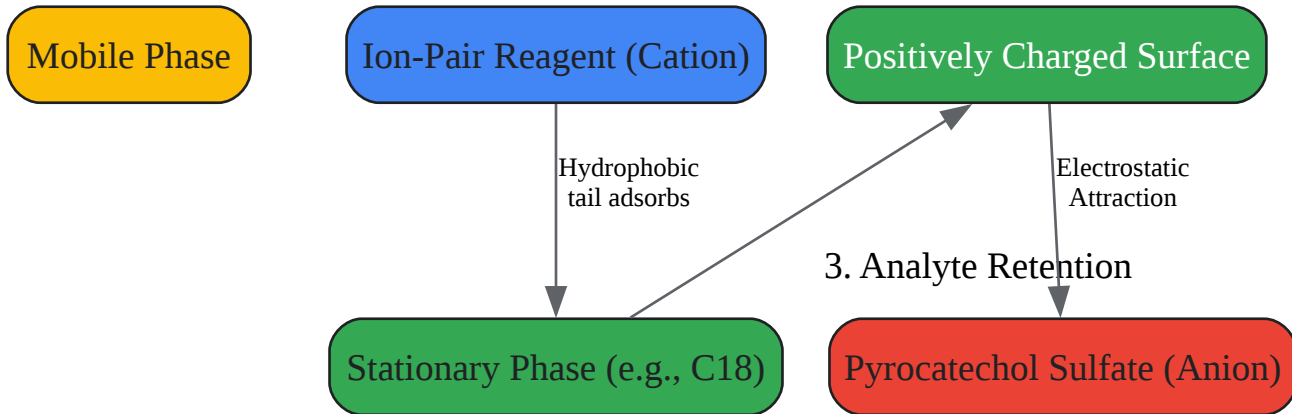 Mobile Phase
Ion-Pair Reagent (Cation)
Positively Charged Surface
Hydrophobic
tail adsorbs
Electrostatic
Attraction
3. Analyte Retention
Stationary Phase (e.g., C18)
Pyrocatechol Sulfate (Anion)